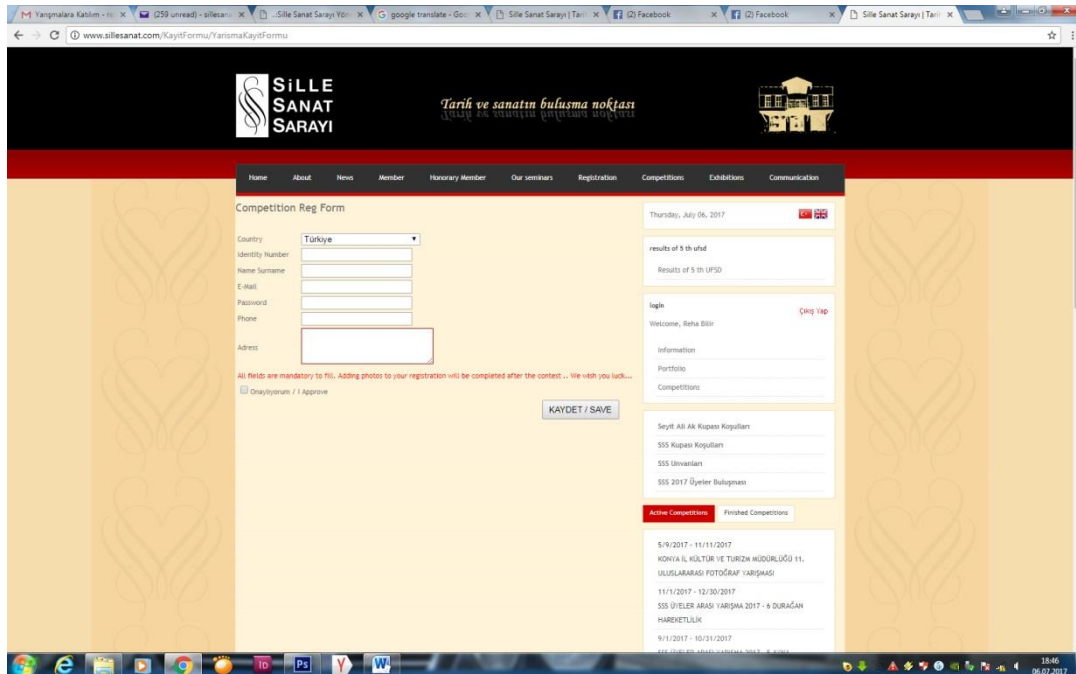 Yarışmalara Katılım - 
(259 unread) - sillesana
..:Sille Sanat Sarayı Yön
google translate - Goo
Sille Sanat Sarayı | Tari
(2) Facebook
(2) Facebook
Sille Sanat Sarayı | Tari
www.sillesanat.com/KayitFormu/YarismaKayitFormu
SiLLE
SANAT
SARAYI
Tarih ve sanatın buluşma noktası
Home About News Member Honorary Member Our seminars Registration Competitions Exhibitions Communication
Competition Reg Form
Country Türkiye
Identity Number
Name Surname
E-Mail
Password
Phone
Adress
All fields are mandatory to fill. Adding photos to your registration will be completed after the contest .. We wish you luck...
Onaylıyorum / I Approve
KAYDET / SAVE
Thursday, July 06, 2017
results of 5 th ufsd
Results of 5 th UFSD
login
Çıkış Yap
Welcome, Reha Bilir
Information
Portfolio
Competitions
Seyit Ali Ak Kupası Koşulları
SSS Kupası Koşulları
SSS Unvanları
SSS 2017 Üyeler Buluşması
Active Competitions Finished Competitions
5/9/2017 - 11/11/2017
KONYA İL KÜLTÜR VE TURİZM MÜDÜRLÜĞÜ 11.
ULUSLARARASI FOTOĞRAF YARIŞMASI
11/1/2017 - 12/30/2017
SSS ÜYELER ARASI YARIŞMA 2017 - 6 DURAĞAN
HAREKETLİLİK
9/1/2017 - 10/31/2017
18:46
06.07.2017